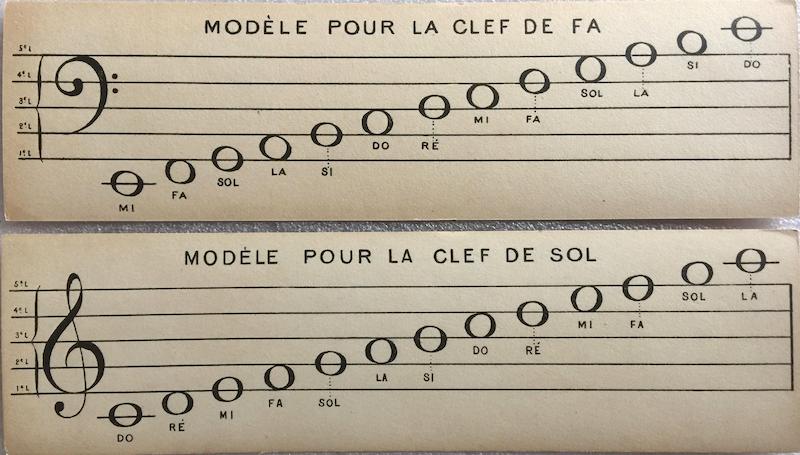 MODÈLE POUR LA CLEF DE FA
5e L
4e L
3e L
2e L
1e L
MI FA SOL LA SI DO RÉ MI FA SOL LA SI DO
MODÈLE POUR LA CLEF DE SOL
5e L
4e L
3e L
2e L
1e L
DO RÉ MI FA SOL LA SI DO RÉ MI FA SOL LA